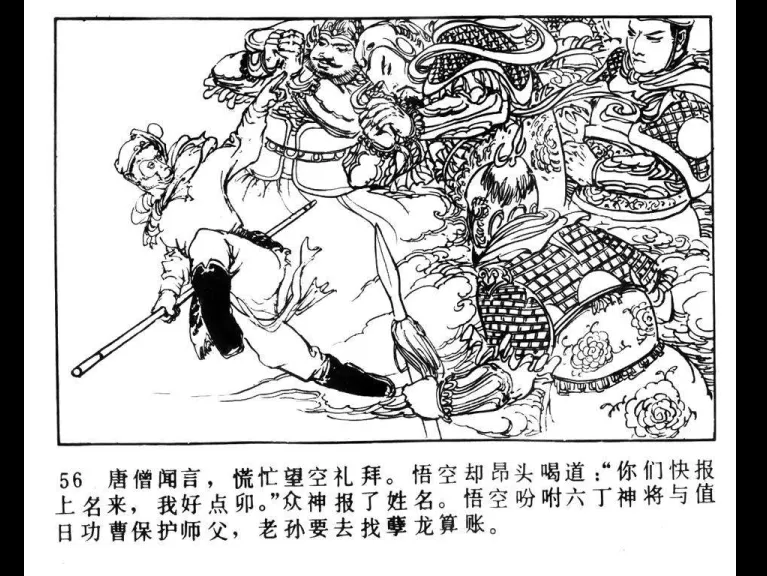 56 唐僧闻言，慌忙望空礼拜。悟空却昂头喝道：“你们快报
上名来，我好点卯。”众神报了姓名。悟空吩咐六丁神将与值
日功曹保护师父，老孙要去找孽龙算账。